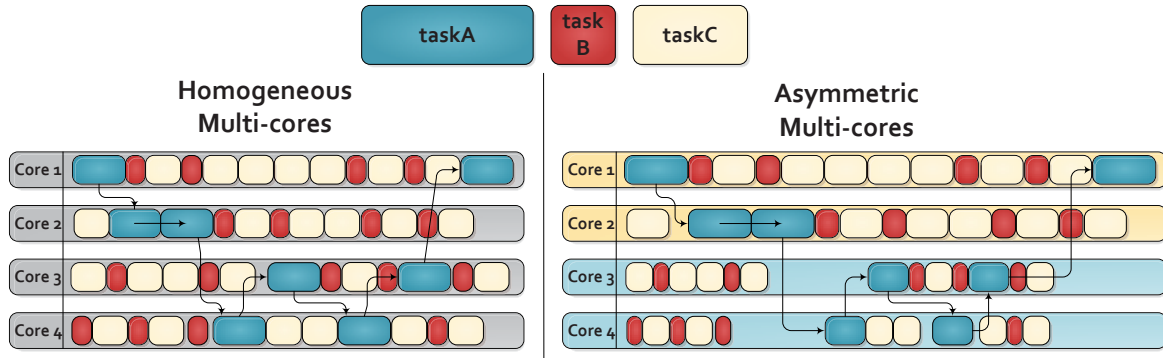 taskA
task
B
taskC
Homogeneous
Multi-cores
Core 1
Core 2
Core 3
Core 4
Asymmetric
Multi-cores
Core 1
Core 2
Core 3
Core 4